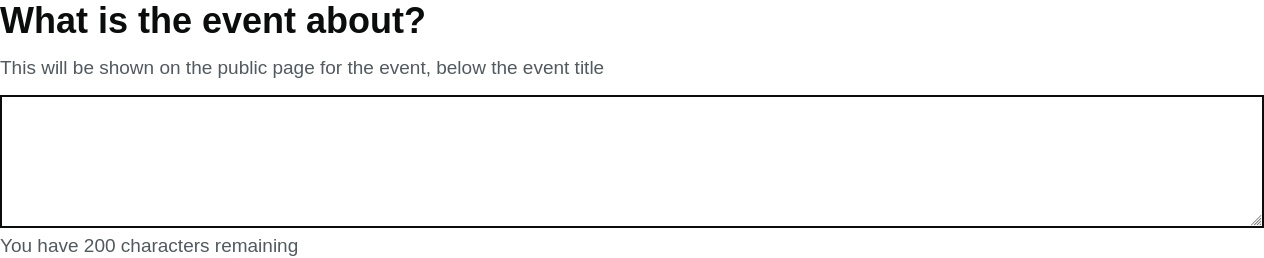 What is the event about?
This will be shown on the public page for the event, below the event title
You have 200 characters remaining